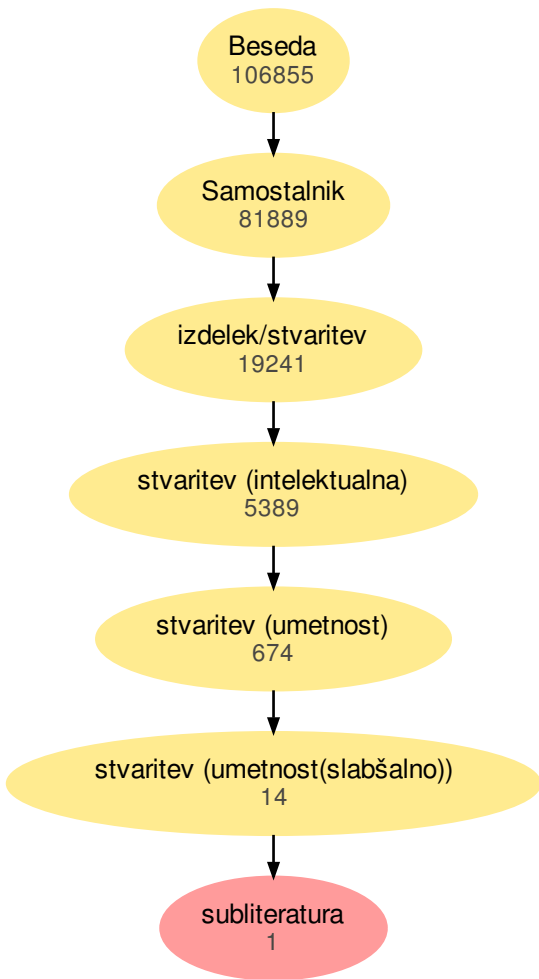 Beseda
106855
Samostalnik
81889
izdelek/stvaritev
19241
stvaritev (intelektualna)
5389
stvaritev (umetnost)
674
stvaritev (umetnost(slabšalno))
14
subliteratura
1